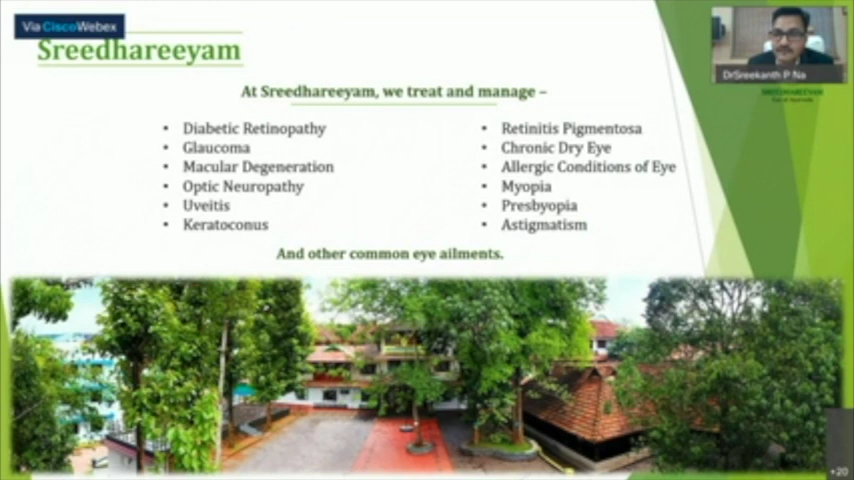 Via CiscoWebex
Sreedhareeyam
DrSreekanth P Na
SREEDHAREEYAM
At Sreedhareeyam, we treat and manage –
• Diabetic Retinopathy
• Glaucoma
• Macular Degeneration
• Optic Neuropathy
• Uveitis
• Keratoconus
• Retinitis Pigmentosa
• Chronic Dry Eye
• Allergic Conditions of Eye
• Myopia
• Presbyopia
• Astigmatism
And other common eye ailments.
+20